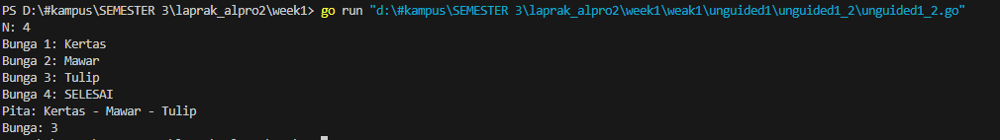 PS D:\#kampus\SEMESTER 3\laprak_alpro2\week1> go run "d:\#kampus\SEMESTER 3\laprak_alpro2\week1\weak1\unguided1\unguided1_2\unguided1_2.go"
N: 4
Bunga 1: Kertas
Bunga 2: Mawar
Bunga 3: Tulip
Bunga 4: SELESAI
Pita: Kertas - Mawar - Tulip
Bunga: 3